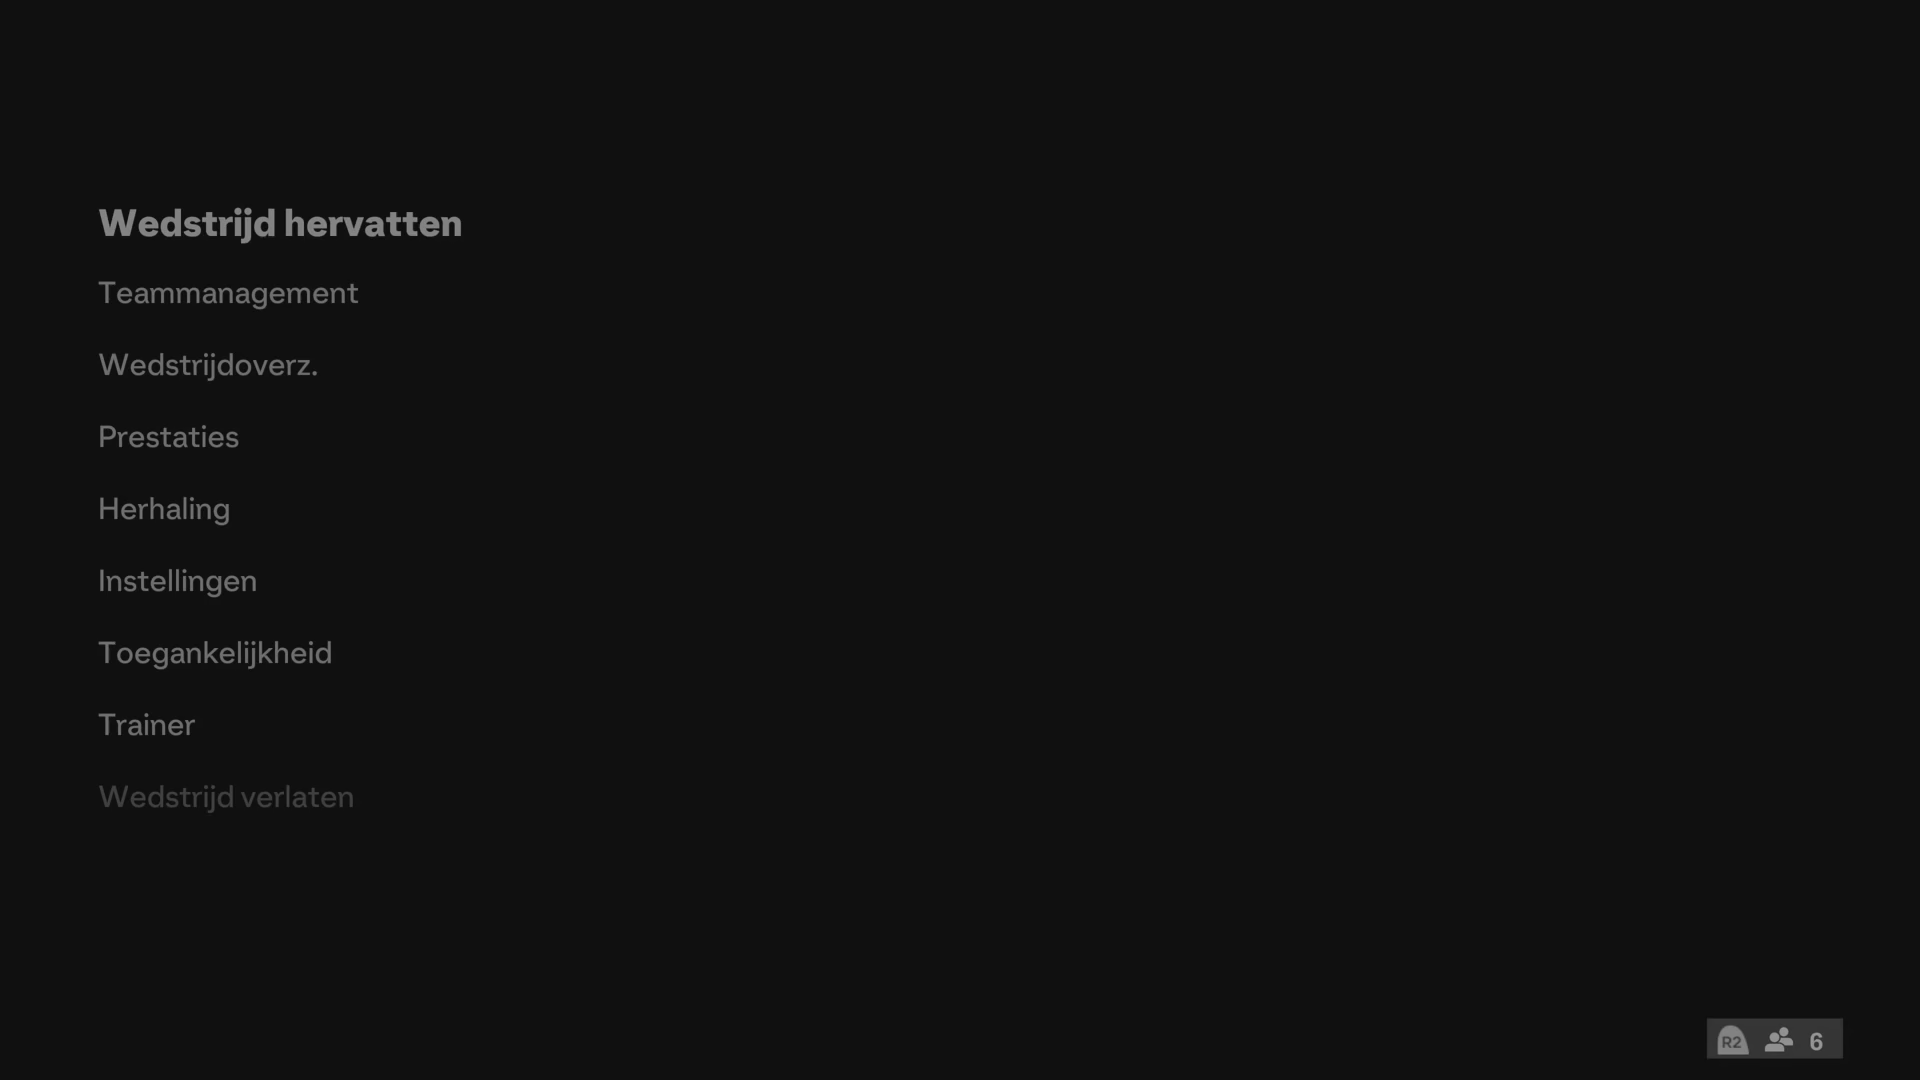 Wedstrijd hervatten
Teammanagement
Wedstrijdoverz.
Prestaties
Herhaling
Instellingen
Toegankelijkheid
Trainer
Wedstrijd verlaten
R2 6